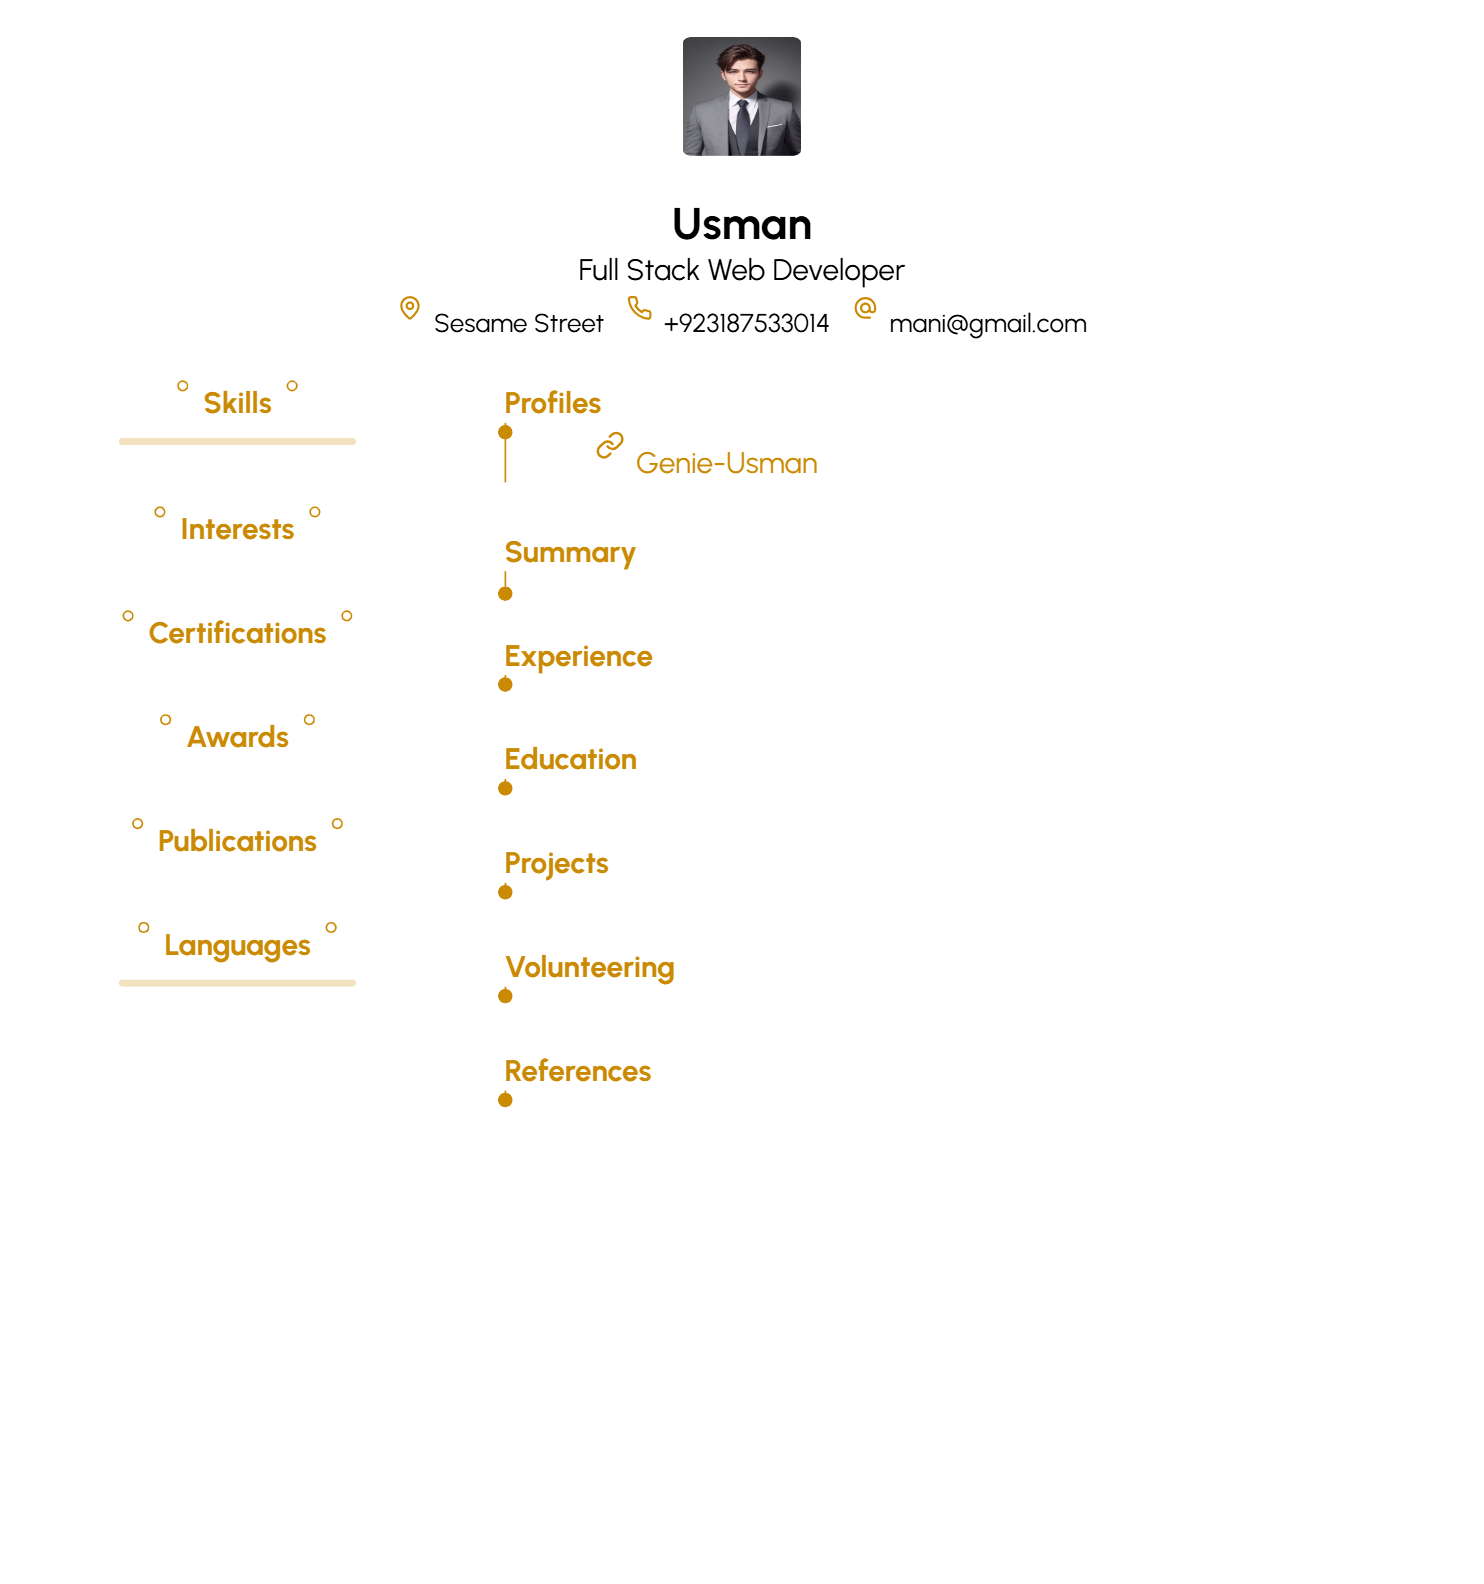 Usman
Full Stack Web Developer
Sesame Street +923187533014 mani@gmail.com
Skills
Interests
Certifications
Awards
Publications
Languages
Profiles
Genie-Usman
Summary
Experience
Education
Projects
Volunteering
References